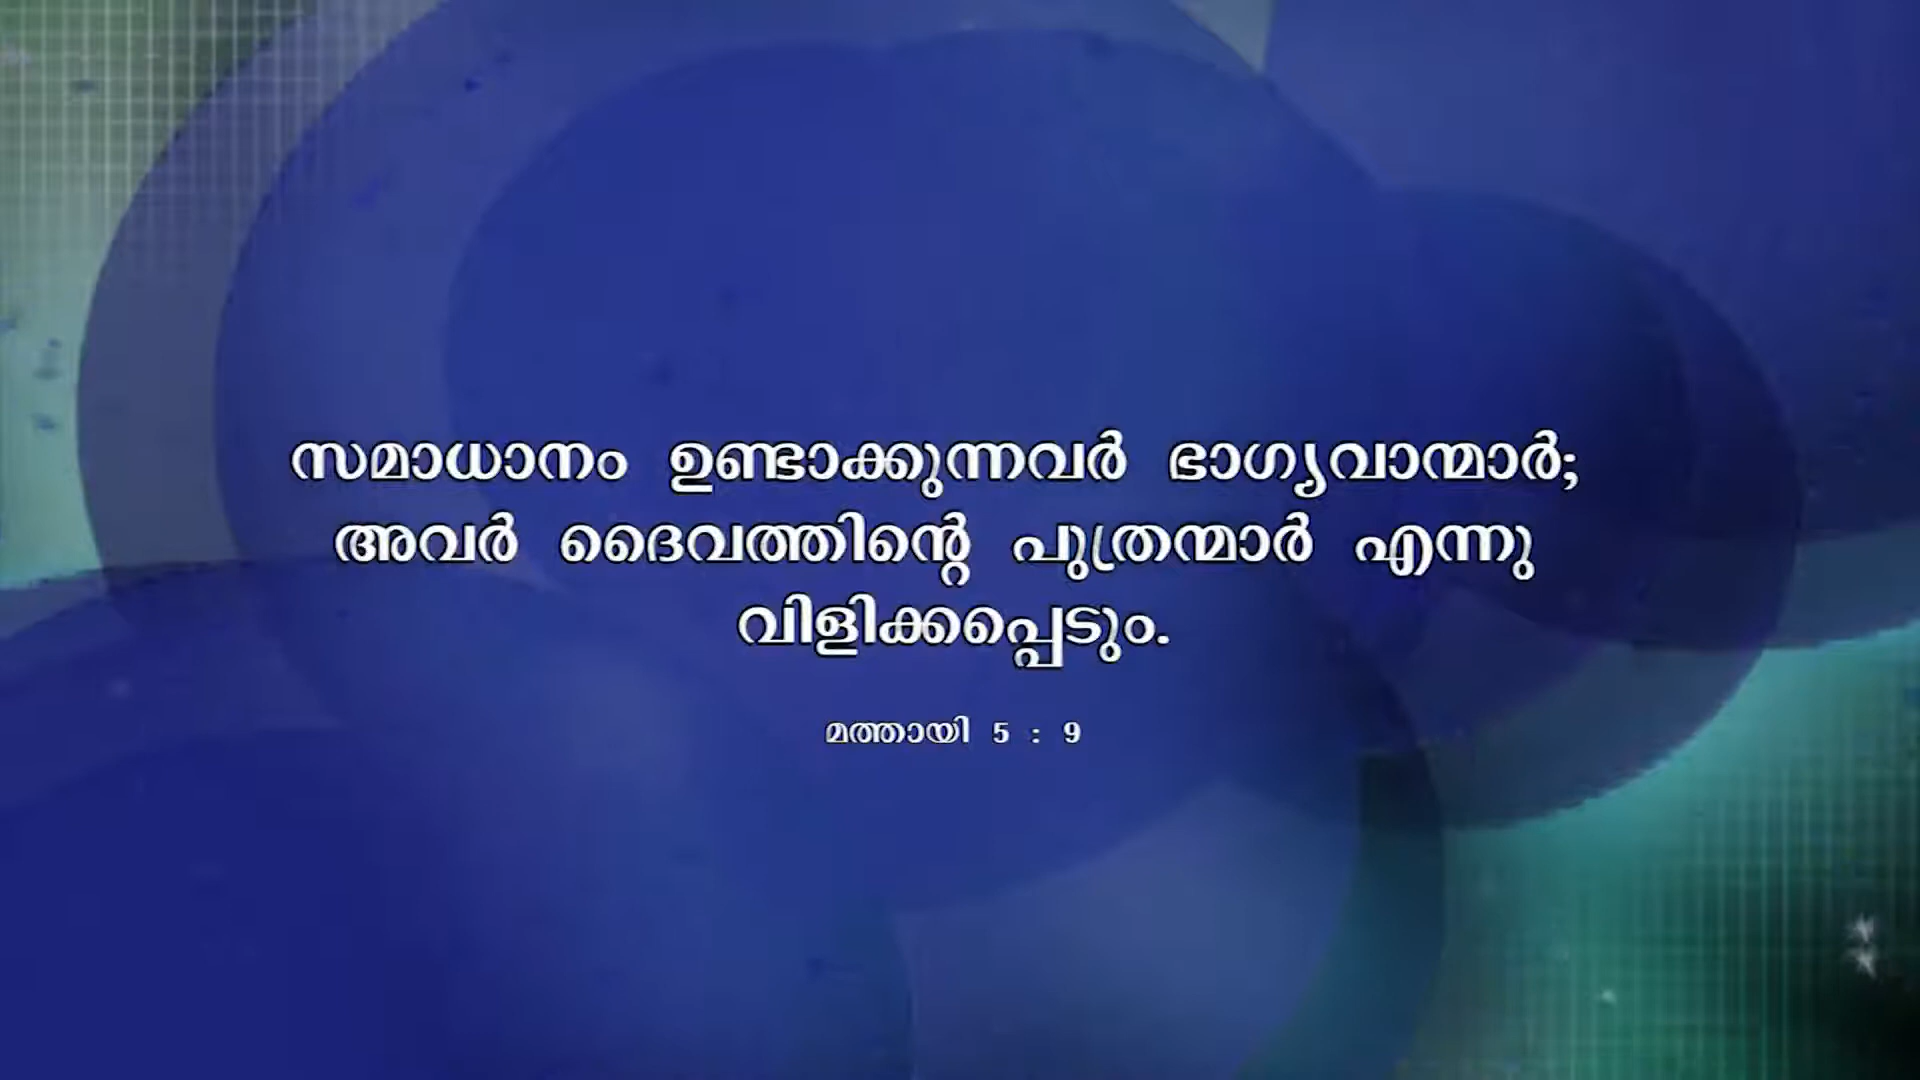 സമാധാനം ഉണ്ടാക്കുന്നവർ ഭാഗ്യവാന്മാർ;
അവർ ദൈവത്തിന്റെ പുത്രന്മാർ എന്നു
വിളിക്കപ്പെടും.
മത്തായി 5 : 9